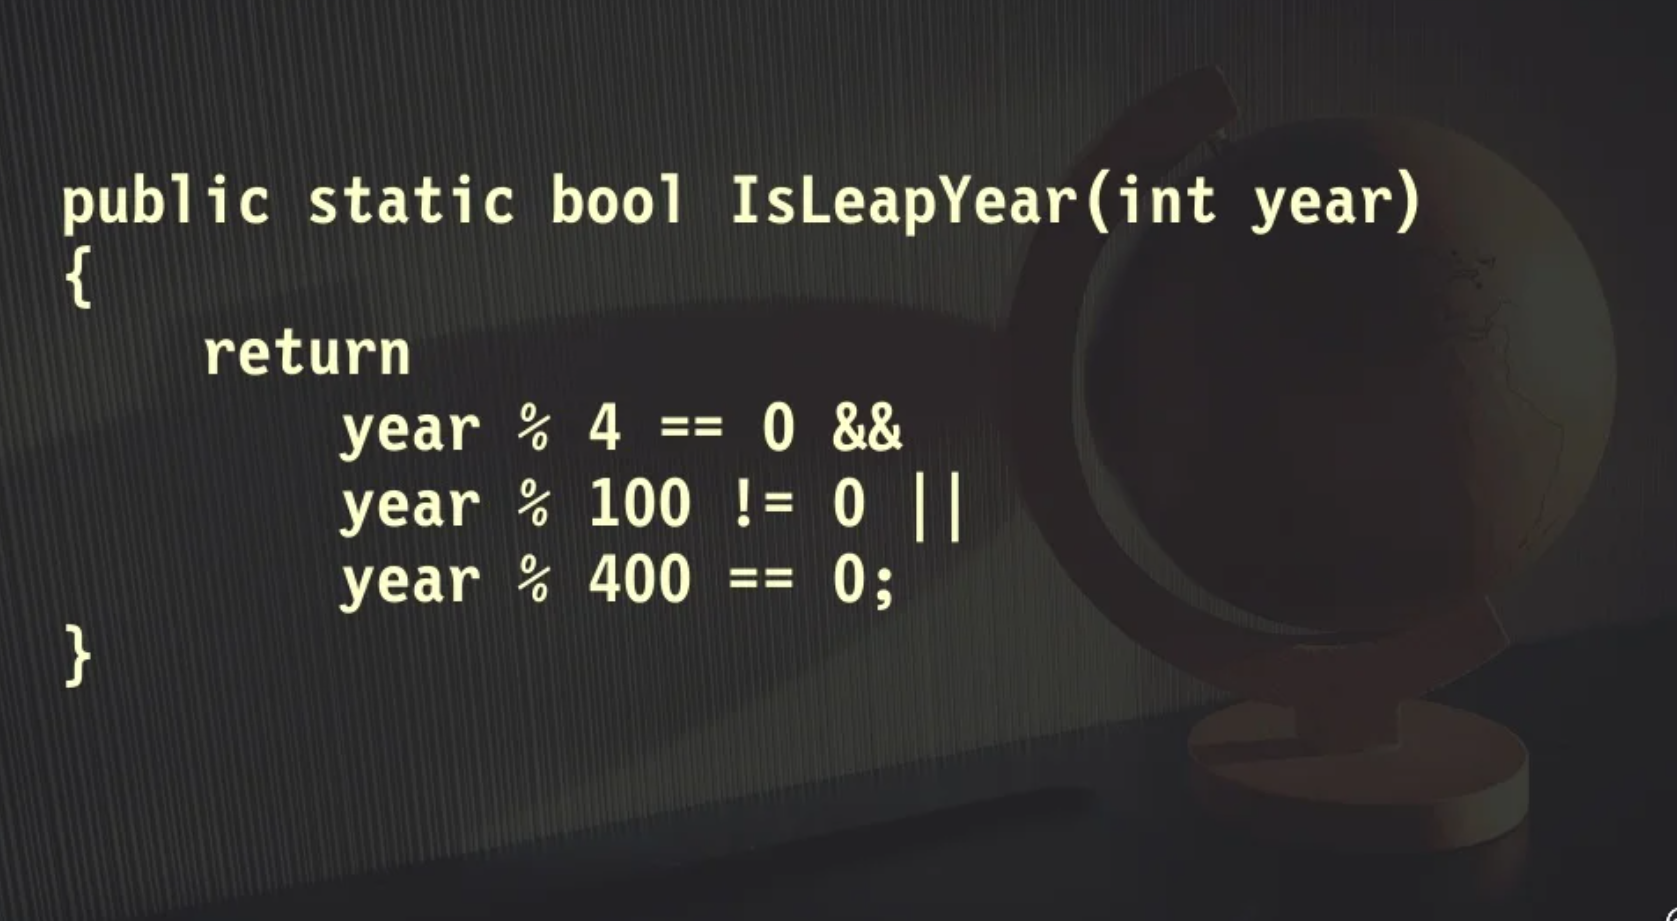 public static bool IsLeapYear(int year)
{
    return
        year % 4 == 0 &&
        year % 100 != 0 ||
        year % 400 == 0;
}